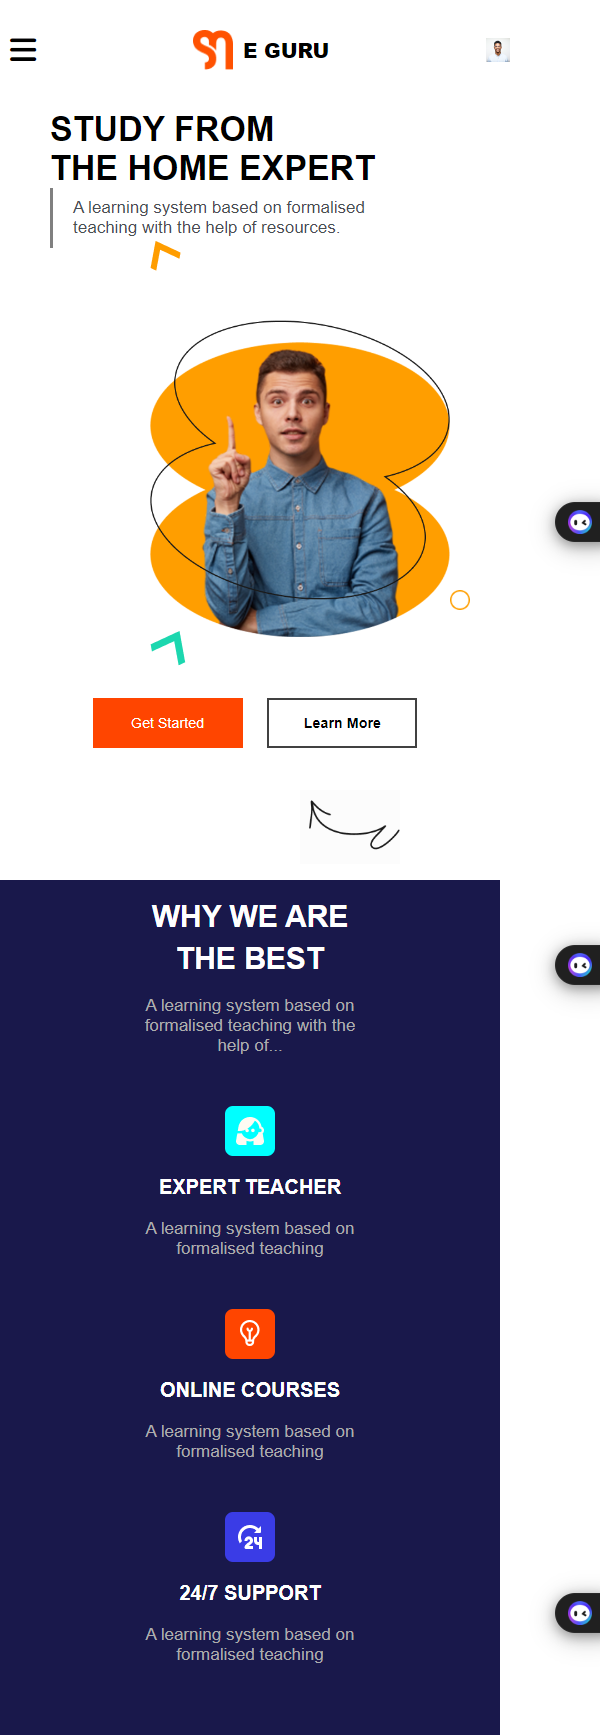 E GURU
STUDY FROM
THE HOME EXPERT
A learning system based on formalised
teaching with the help of resources.
Get Started
Learn More
WHY WE ARE
THE BEST
A learning system based on
formalised teaching with the
help of...
EXPERT TEACHER
A learning system based on
formalised teaching
ONLINE COURSES
A learning system based on
formalised teaching
24
24/7 SUPPORT
A learning system based on
formalised teaching